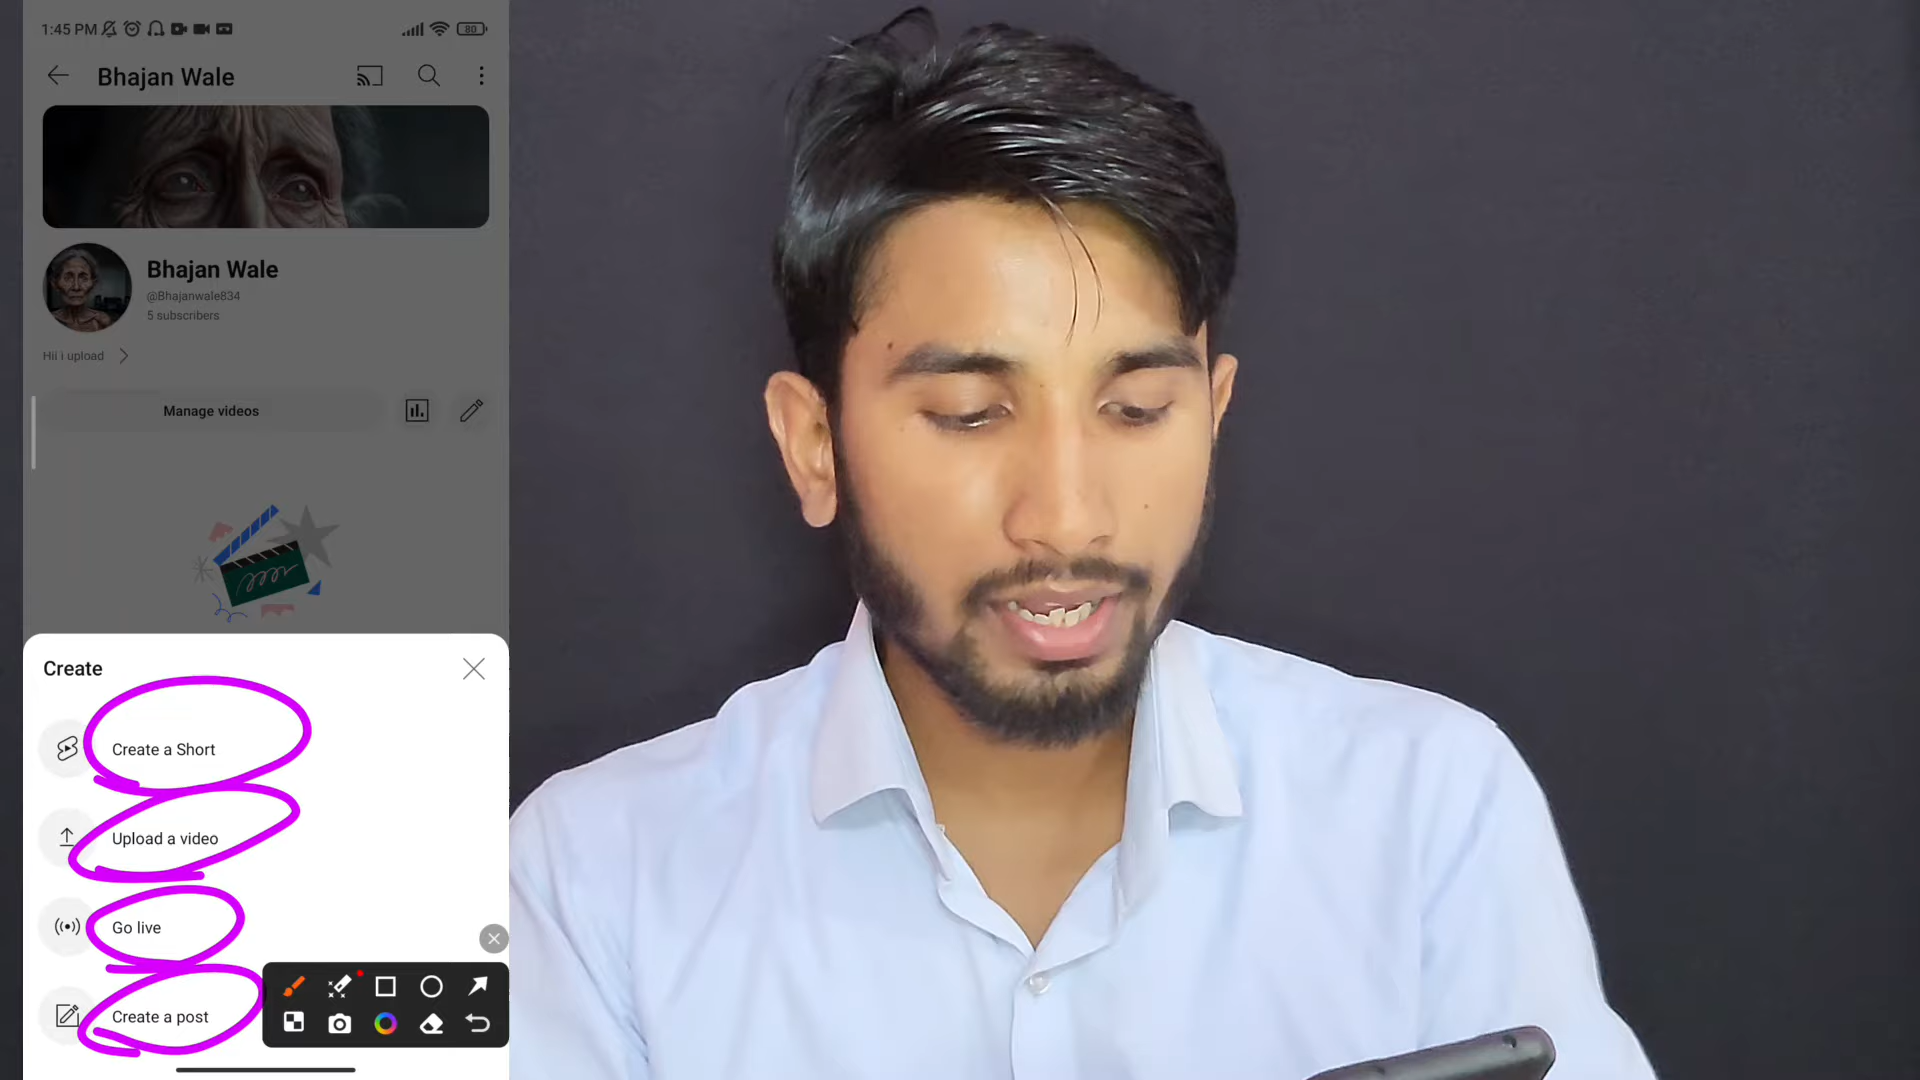 1:45 PM
80
Bhajan Wale
Bhajan Wale
@Bhajanwale834
5 subscribers
Hii i upload
Manage videos
Create
Create a Short
Upload a video
Go live
Create a post